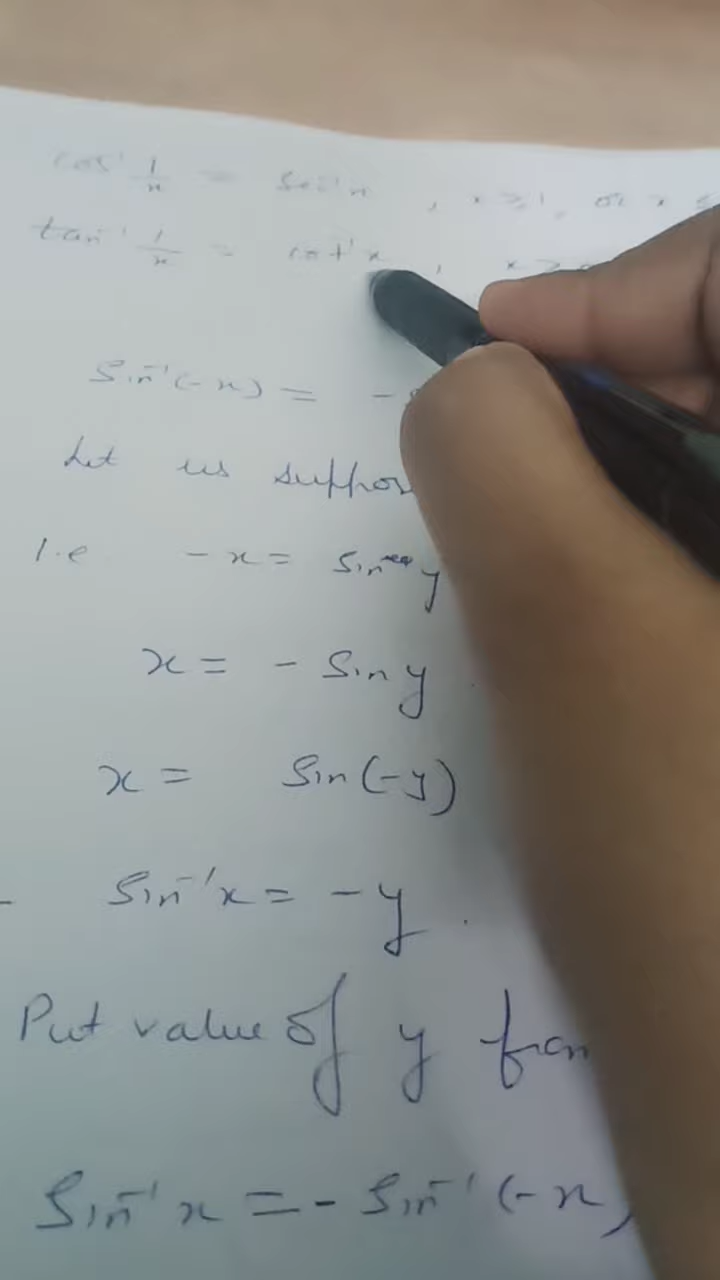 cos⁻¹ 1/x = sec⁻¹x , x ≥ 1, or x ≤
tan⁻¹ 1/x = cot⁻¹x , x >
Sin⁻¹(-x) = -
Let us suppos
I.e -x = Sin y
x = - Sin y
x = Sin(-y)
Sin⁻¹x = -y .
Put value of y from
Sin⁻¹x = - Sin⁻¹(-x)